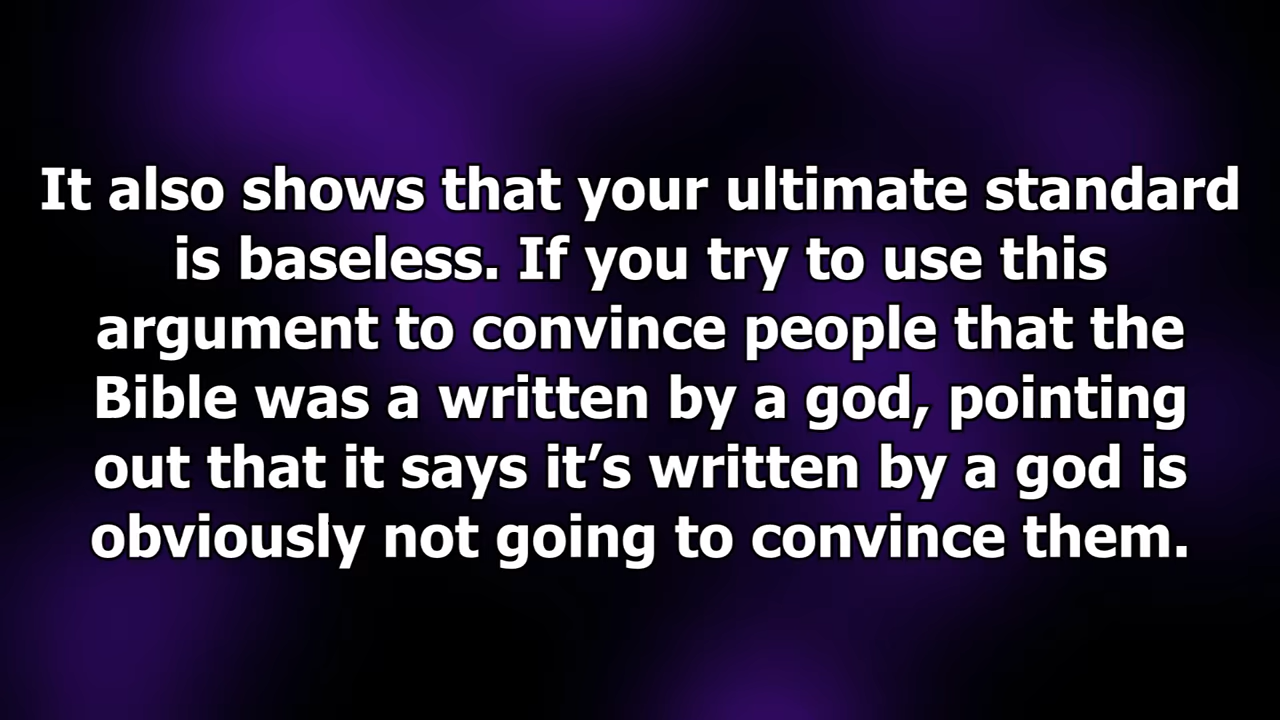 It also shows that your ultimate standard
is baseless. If you try to use this
argument to convince people that the
Bible was a written by a god, pointing
out that it says it’s written by a god is
obviously not going to convince them.